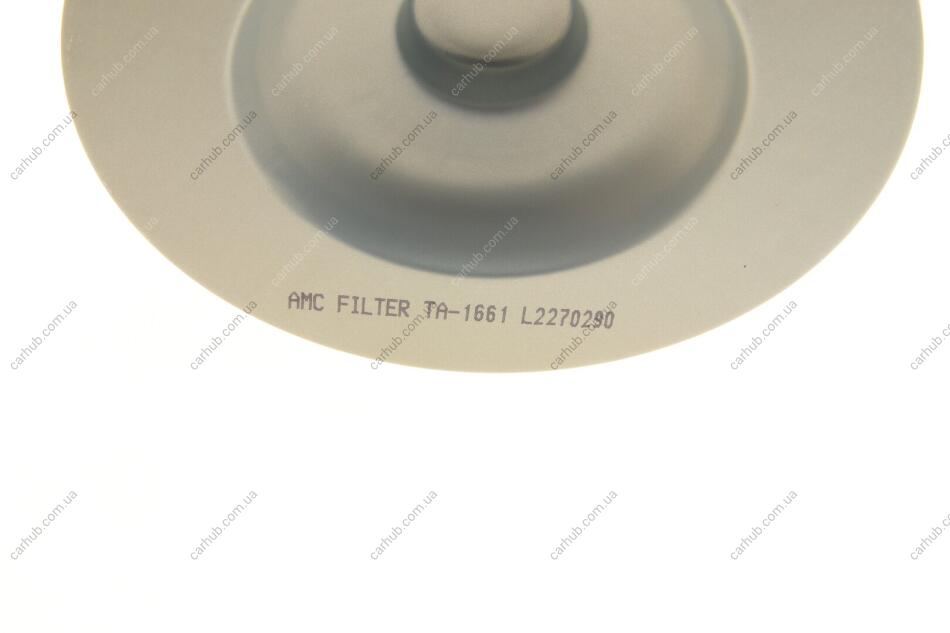 AMC FILTER TA-1661 L2270290
carhub.com.ua